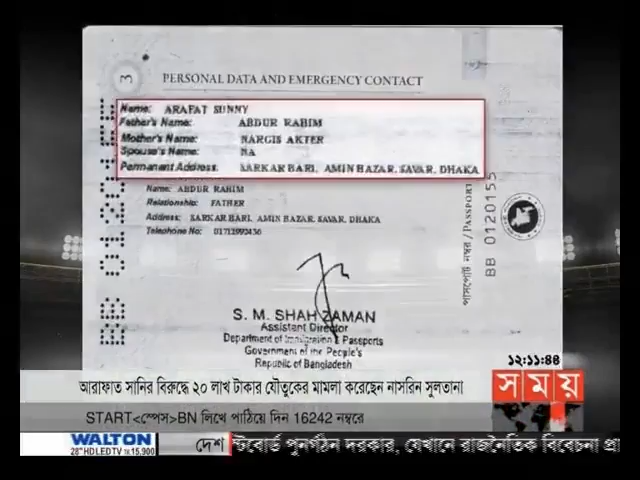 3
PERSONAL DATA AND EMERGENCY CONTACT
Name: ARAFAT SUNNY
Father's Name: ABDUR RAHIM
Mother's Name: NARGIS AKTER
Spouse's Name: NA
Permanent Address: SARKAR BARI, AMIN BAZAR, SAVAR, DHAKA
Name: ABDUR RAHIM
Relationship: FATHER
Address: SARKAR BARI, AMIN BAZAR, SAVAR, DHAKA
Telephone No: 01712992436
পাসপোর্ট নম্বর / PASSPORT
BB 0120155
S. M. SHAH ZAMAN
Assistant Director
Department of Immigration & Passports
Government of the People's
Republic of Bangladesh
১২:১১:৪৪
আরাফাত সানির বিরুদ্ধে ২০ লাখ টাকার যৌতুকের মামলা করেছেন নাসরিন সুলতানা
সময়
START<স্পেস>BN লিখে পাঠিয়ে দিন 16242 নম্বরে
WALTON
28" HD LED TV TK.15,900
দেশ
স্টবোর্ড পুনর্গঠন দরকার, যেখানে রাজনৈতিক বিবেচনা প্রা